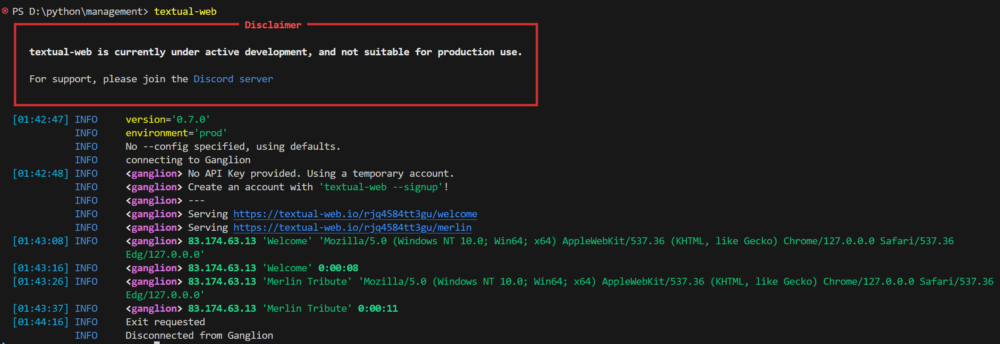 PS D:\python\management> textual-web
Disclaimer
textual-web is currently under active development, and not suitable for production use.
For support, please join the Discord server
[01:42:47] INFO version='0.7.0'
INFO environment='prod'
INFO No --config specified, using defaults.
INFO connecting to Ganglion
[01:42:48] INFO <ganglion> No API Key provided. Using a temporary account.
INFO <ganglion> Create an account with 'textual-web --signup'!
INFO <ganglion> ---
INFO <ganglion> Serving https://textual-web.io/rjq4584tt3gu/welcome
INFO <ganglion> Serving https://textual-web.io/rjq4584tt3gu/merlin
[01:43:08] INFO <ganglion> 83.174.63.13 'Welcome' 'Mozilla/5.0 (Windows NT 10.0; Win64; x64) AppleWebKit/537.36 (KHTML, like Gecko) Chrome/127.0.0.0 Safari/537.36
Edg/127.0.0.0'
[01:43:16] INFO <ganglion> 83.174.63.13 'Welcome' 0:00:08
[01:43:26] INFO <ganglion> 83.174.63.13 'Merlin Tribute' 'Mozilla/5.0 (Windows NT 10.0; Win64; x64) AppleWebKit/537.36 (KHTML, like Gecko) Chrome/127.0.0.0 Safari/537.36
Edg/127.0.0.0'
[01:43:37] INFO <ganglion> 83.174.63.13 'Merlin Tribute' 0:00:11
[01:44:16] INFO Exit requested
INFO Disconnected from Ganglion